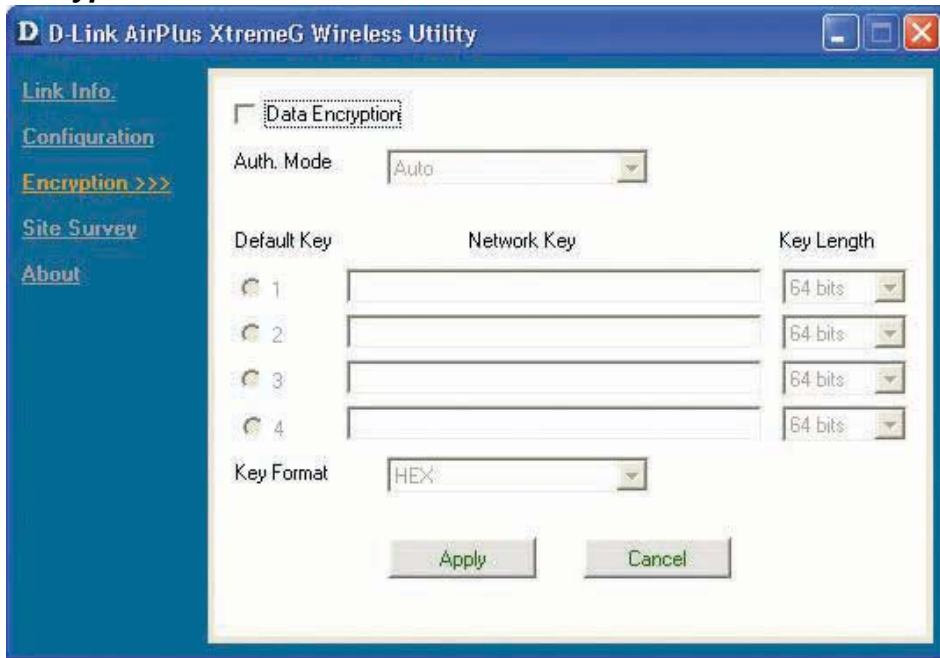 D D-Link AirPlus XtremeG Wireless Utility
Link Info.
Configuration
Encryption >>>
Site Survey
About
Data Encryption
Auth. Mode Auto
Default Key Network Key Key Length
1 64 bits
2 64 bits
3 64 bits
4 64 bits
Key Format HEX
Apply Cancel